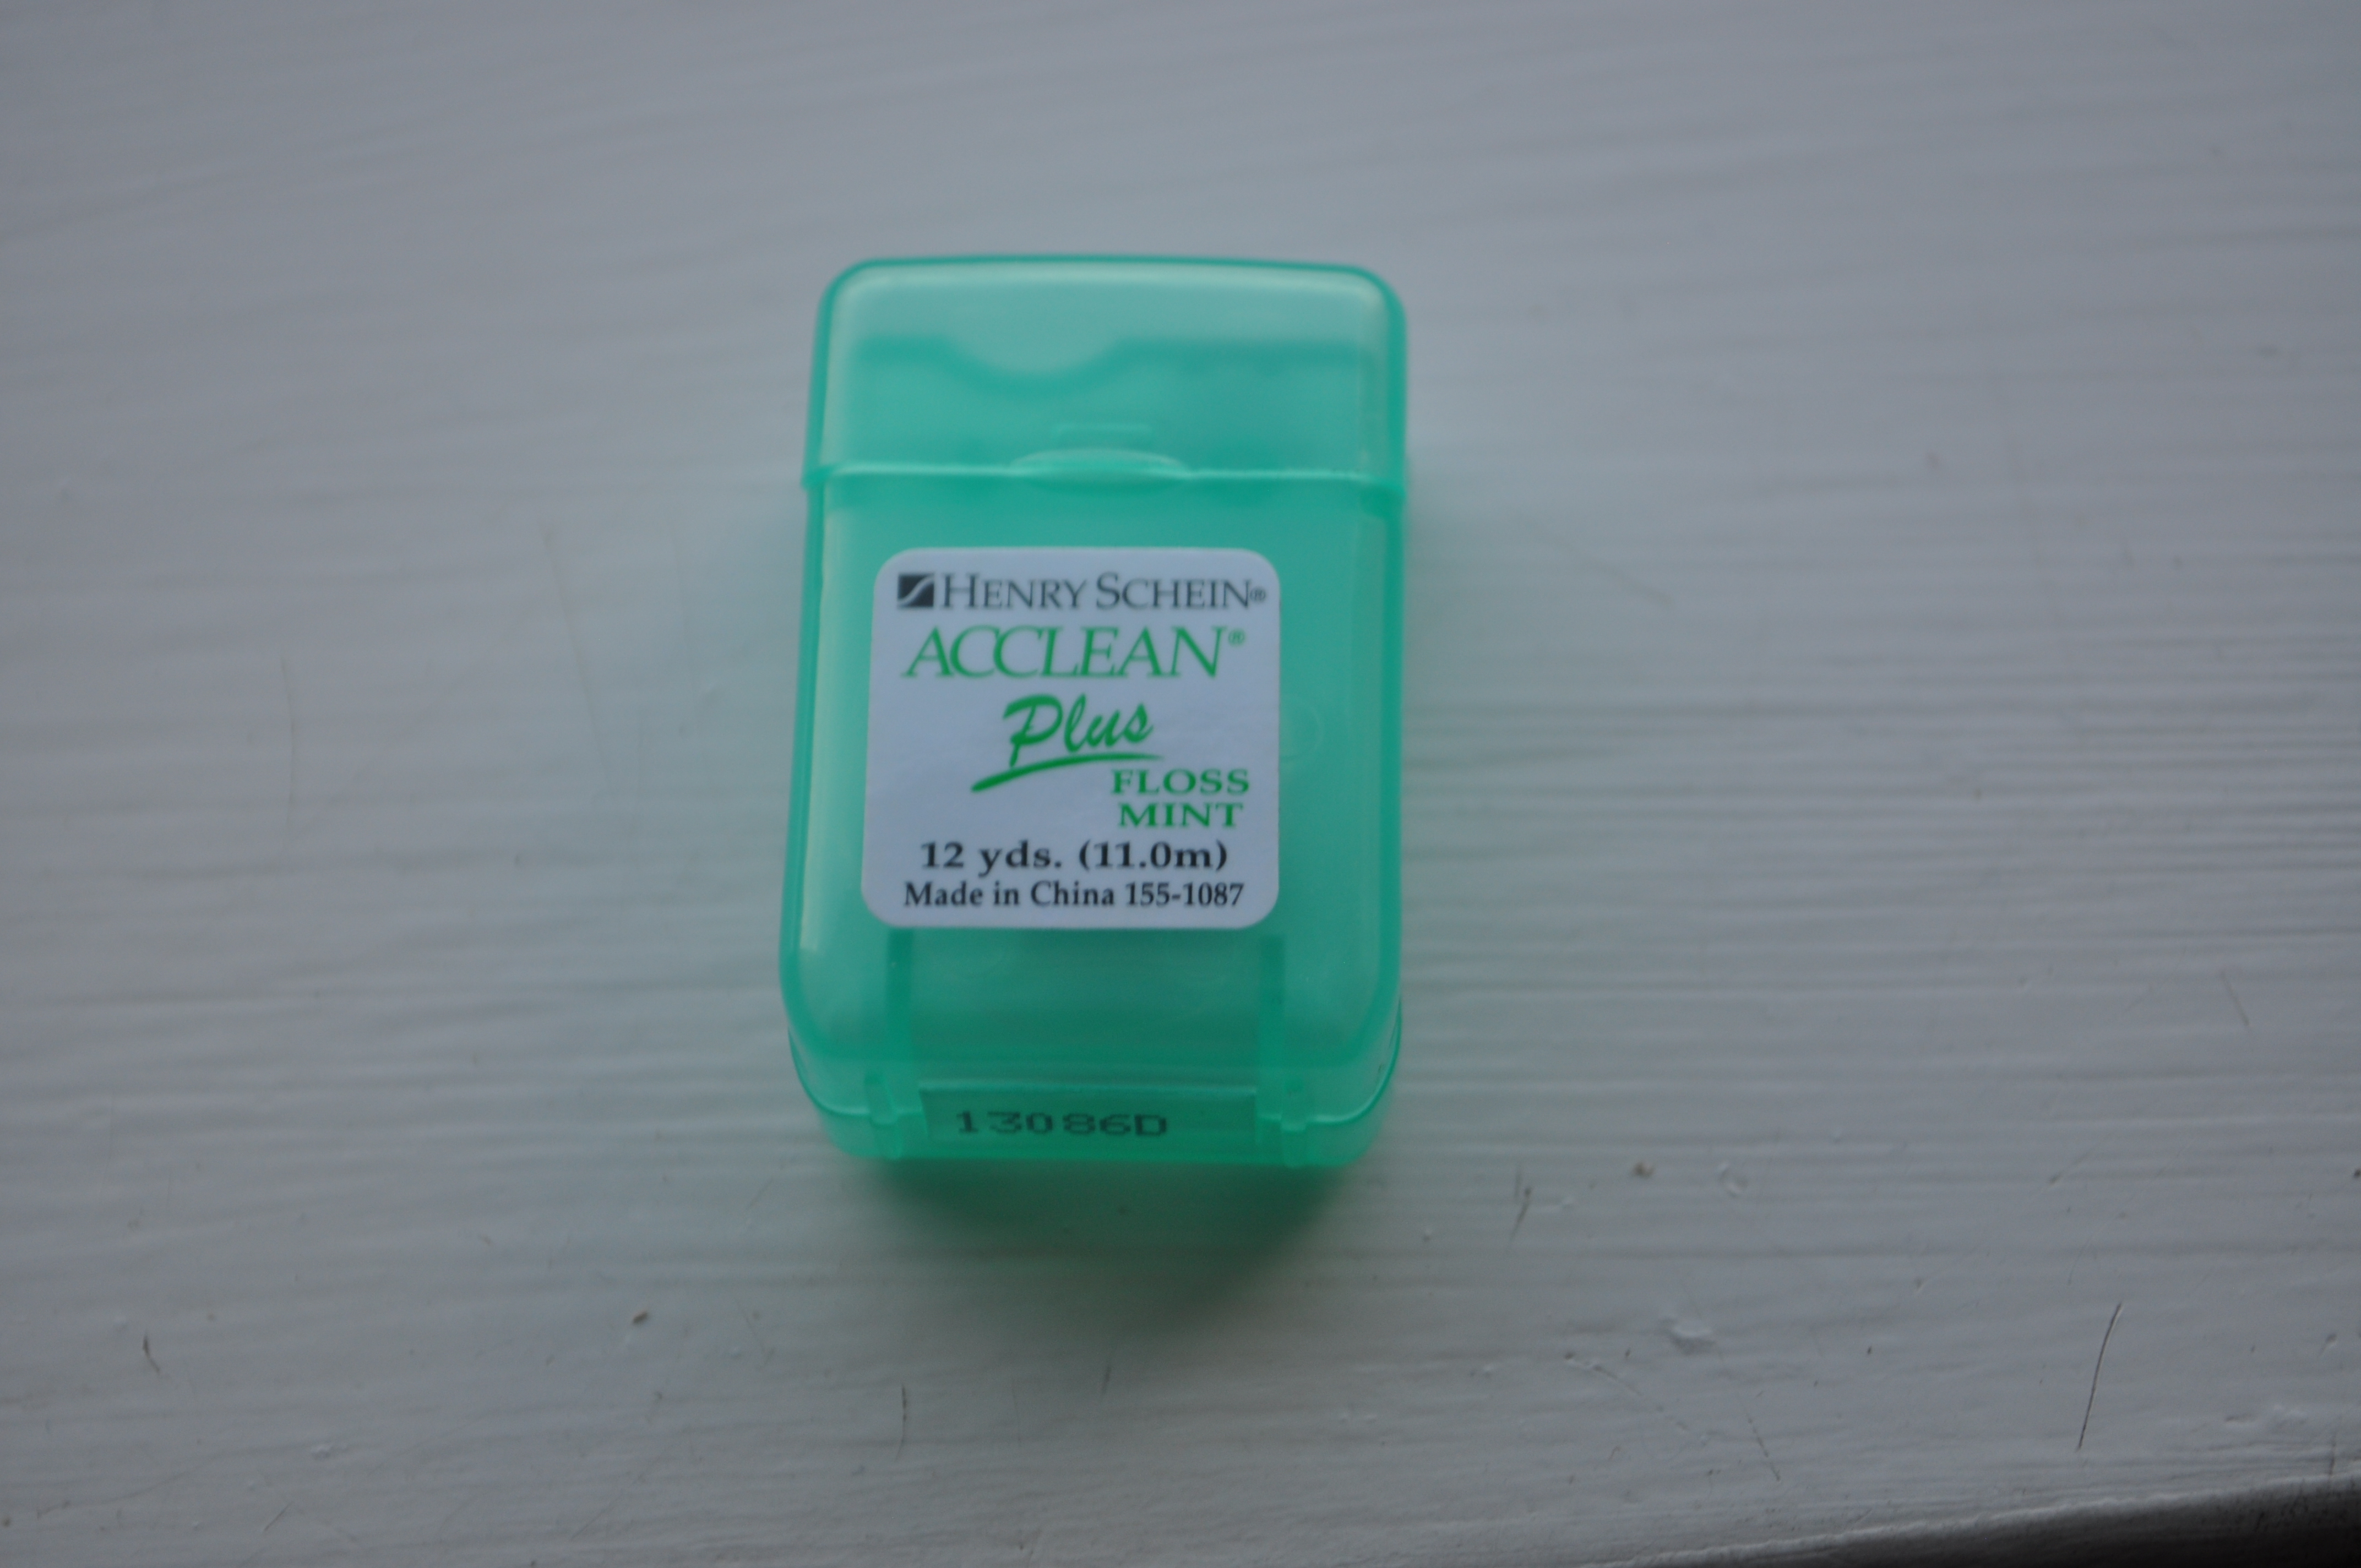 HENRY SCHEIN®
ACCLEAN®
Plus
FLOSS
MINT
12 yds. (11.0m)
Made in China 155-1087
13086D